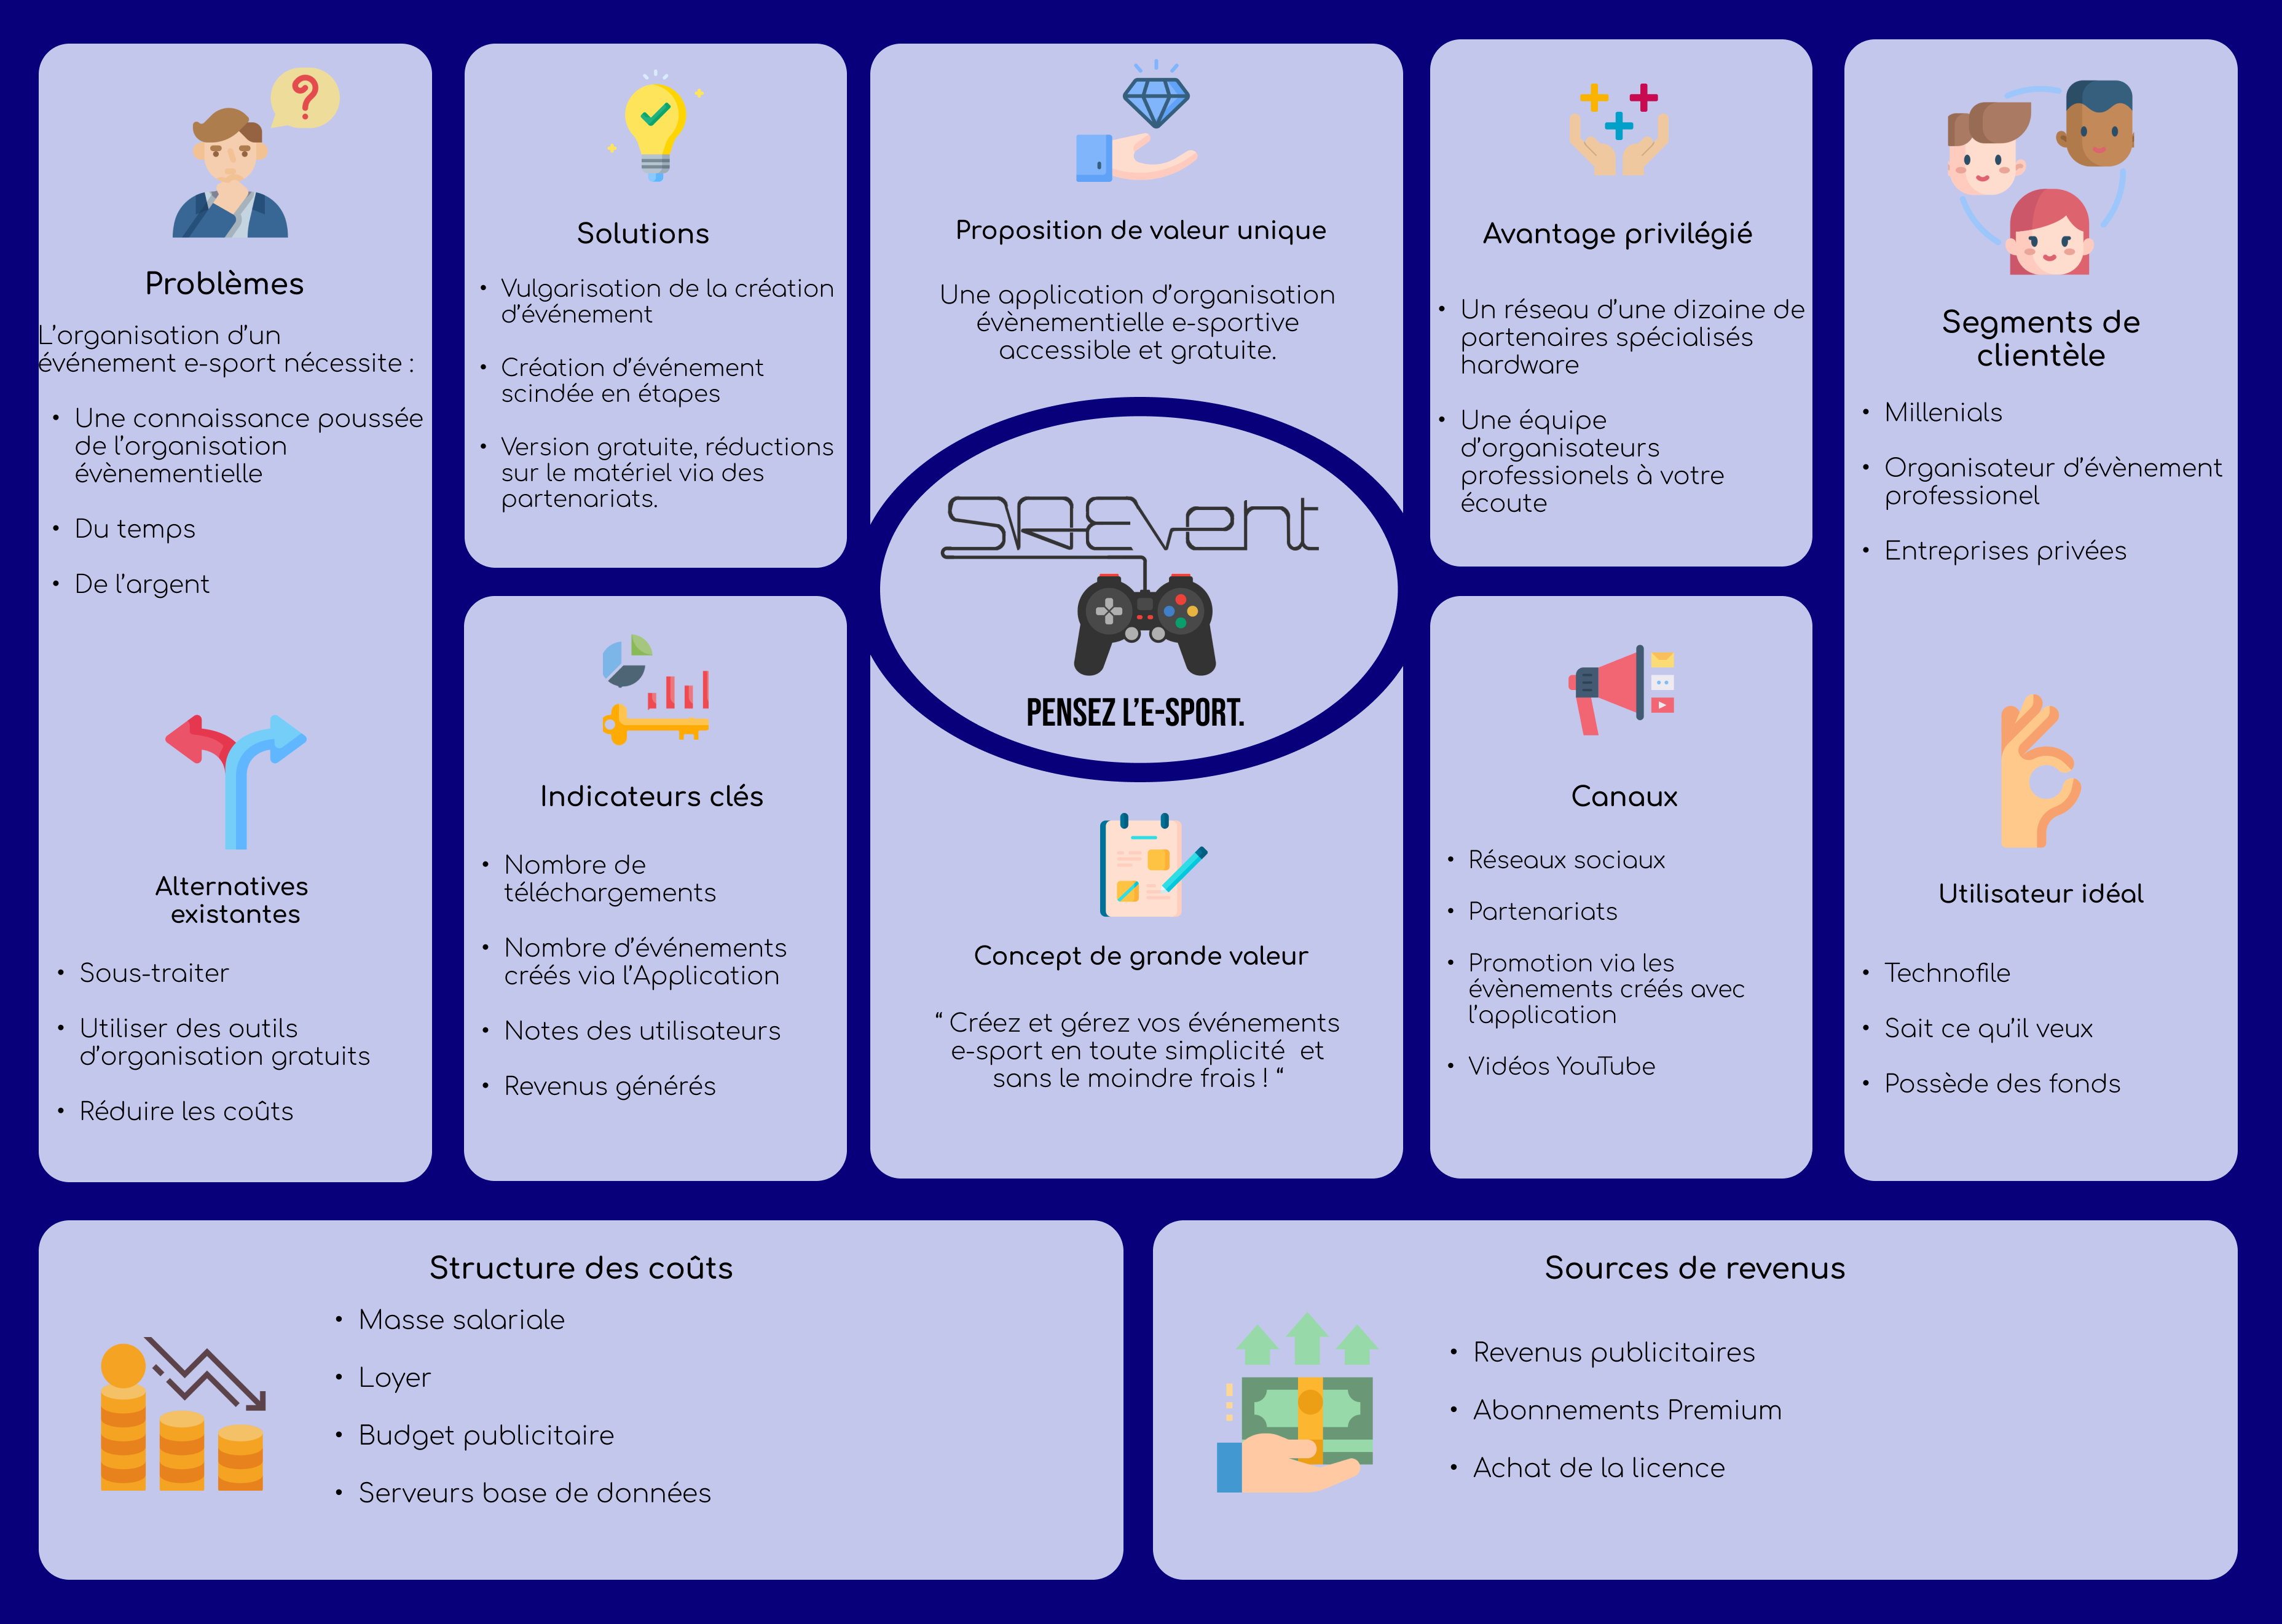 Problèmes
L’organisation d’un
événement e-sport nécessite :
• Une connaissance poussée
de l’organisation
évènementielle
• Du temps
• De l’argent
Alternatives
existantes
• Sous-traiter
• Utiliser des outils
d’organisation gratuits
• Réduire les coûts
Solutions
• Vulgarisation de la création
d’événement
• Création d’événement
scindée en étapes
• Version gratuite, réductions
sur le matériel via des
partenariats.
Indicateurs clés
• Nombre de
téléchargements
• Nombre d’événements
créés via l’Application
• Notes des utilisateurs
• Revenus générés
Proposition de valeur unique
Une application d’organisation
évènementielle e-sportive
accessible et gratuite.
SREVent
PENSEZ L’E-SPORT.
Concept de grande valeur
“ Créez et gérez vos événements
e-sport en toute simplicité  et
sans le moindre frais ! “
Avantage privilégié
• Un réseau d’une dizaine de
partenaires spécialisés
hardware
• Une équipe
d’organisateurs
professionels à votre
écoute
Canaux
• Réseaux sociaux
• Partenariats
• Promotion via les
évènements créés avec
l’application
• Vidéos YouTube
Segments de
clientèle
• Millenials
• Organisateur d’évènement
professionel
• Entreprises privées
Utilisateur idéal
• Technofile
• Sait ce qu’il veux
• Possède des fonds
Structure des coûts
• Masse salariale
• Loyer
• Budget publicitaire
• Serveurs base de données
Sources de revenus
• Revenus publicitaires
• Abonnements Premium
• Achat de la licence